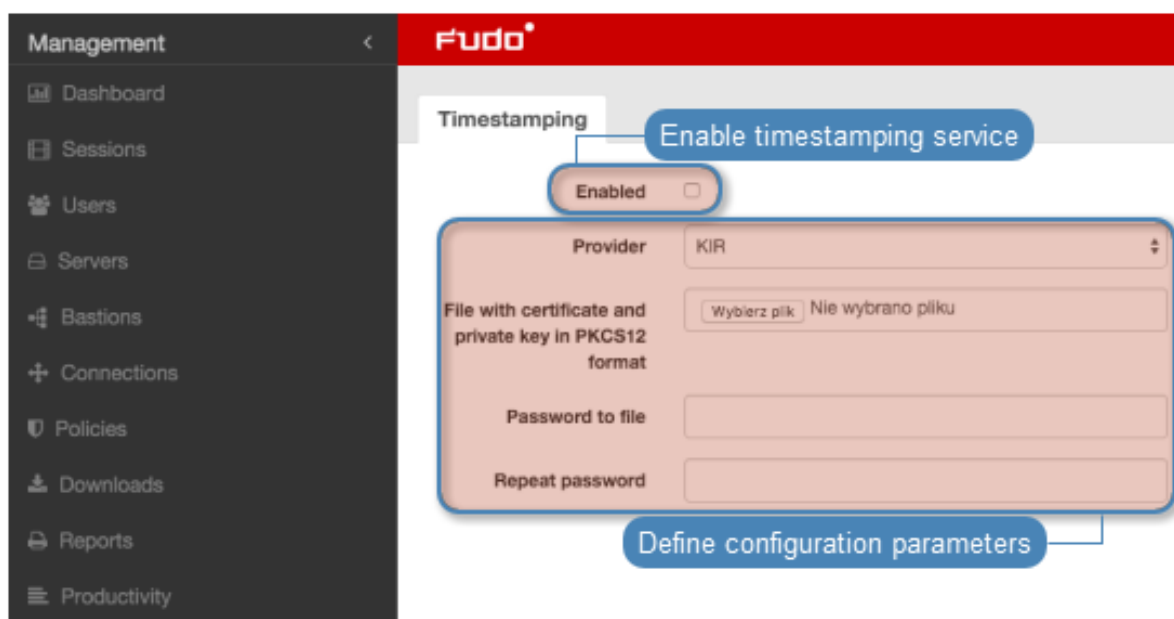 Management
Dashboard
Sessions
Users
Servers
Bastions
Connections
Policies
Downloads
Reports
Productivity
FUDO
Timestamping
Enable timestamping service
Enabled
Provider
KIR
File with certificate and
private key in PKCS12
format
Wybierz plik Nie wybrano pliku
Password to file
Repeat password
Define configuration parameters